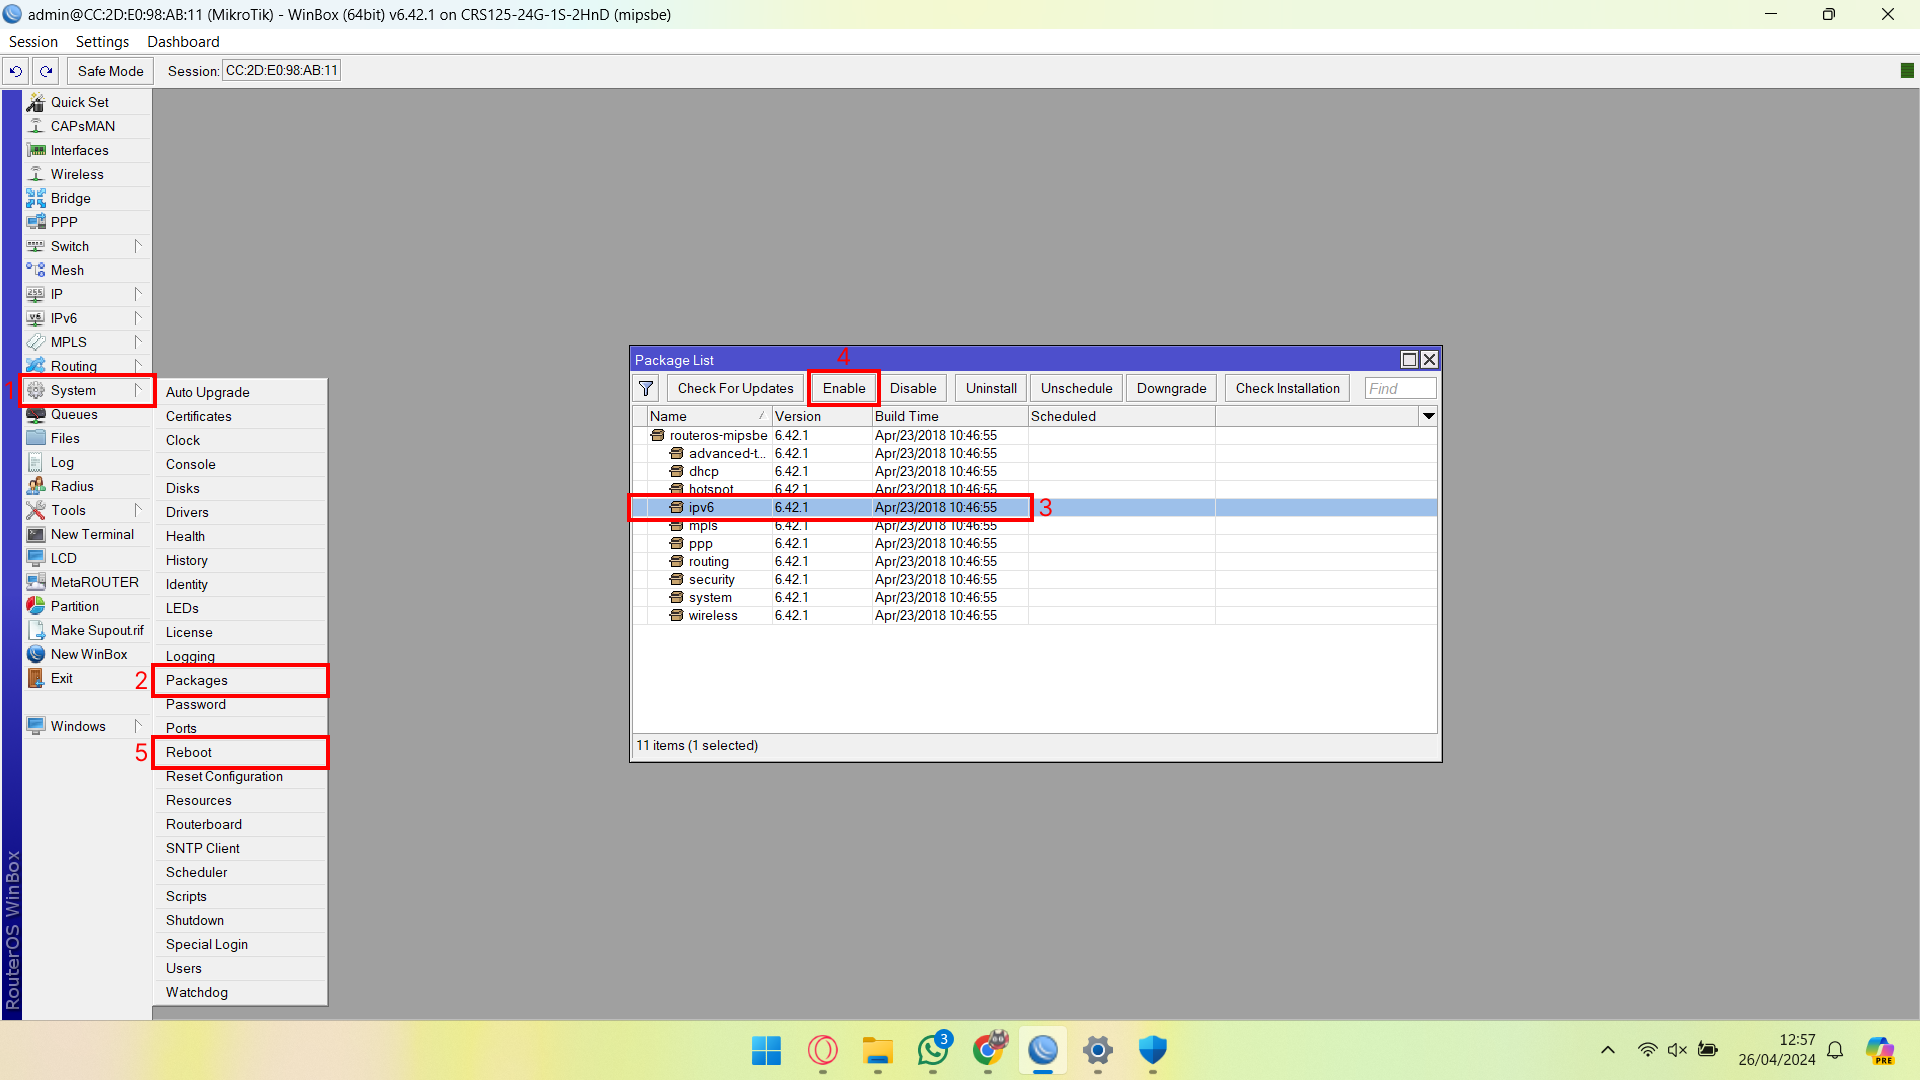 admin@CC:2D:E0:98:AB:11 (MikroTik) - WinBox (64bit) v6.42.1 on CRS125-24G-1S-2HnD (mipsbe)
Session Settings Dashboard
Safe Mode Session: CC:2D:E0:98:AB:11
Quick Set
CAPsMAN
Interfaces
Wireless
Bridge
PPP
Switch
Mesh
IP
IPv6
MPLS
Routing
1 System
Queues
Files
Log
Radius
Tools
New Terminal
LCD
MetaROUTER
Partition
Make Supout.rif
New WinBox
Exit
Windows
RouterOS WinBox
Auto Upgrade
Certificates
Clock
Console
Disks
Drivers
Health
History
Identity
LEDs
License
Logging
2 Packages
Password
Ports
5 Reboot
Reset Configuration
Resources
Routerboard
SNTP Client
Scheduler
Scripts
Shutdown
Special Login
Users
Watchdog
Package List
4
Check For Updates Enable Disable Uninstall Unschedule Downgrade Check Installation Find
Name Version Build Time Scheduled
routeros-mipsbe 6.42.1 Apr/23/2018 10:46:55
advanced-t... 6.42.1 Apr/23/2018 10:46:55
dhcp 6.42.1 Apr/23/2018 10:46:55
hotspot 6.42.1 Apr/23/2018 10:46:55
ipv6 6.42.1 Apr/23/2018 10:46:55 3
mpls 6.42.1 Apr/23/2018 10:46:55
ppp 6.42.1 Apr/23/2018 10:46:55
routing 6.42.1 Apr/23/2018 10:46:55
security 6.42.1 Apr/23/2018 10:46:55
system 6.42.1 Apr/23/2018 10:46:55
wireless 6.42.1 Apr/23/2018 10:46:55
11 items (1 selected)
3
12:57
26/04/2024
PRE